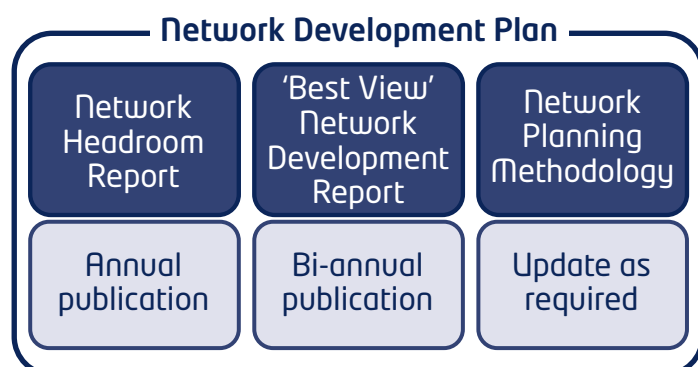 Network Development Plan
Network
Headroom
Report
'Best View'
Network
Development
Report
Network
Planning
Methodology
Annual
publication
Bi-annual
publication
Update as
required